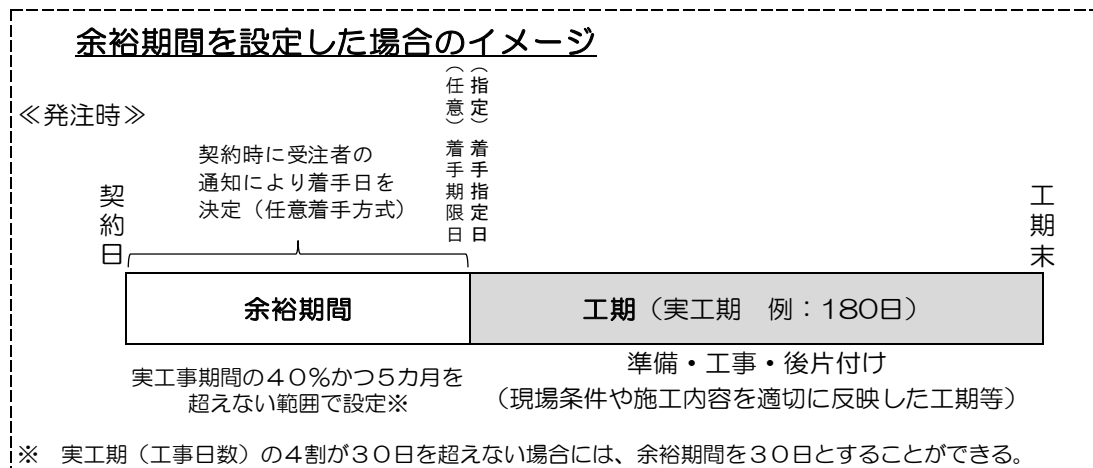 余裕期間を設定した場合のイメージ
≪発注時≫
契約時に受注者の
通知により着手日を
決定（任意着手方式）
（指定）着手指定日
（任意）着手期限日
契約日
工期末
余裕期間
工期（実工期　例：１８０日）
実工事期間の４０％かつ５カ月を
超えない範囲で設定※
準備・工事・後片付け
（現場条件や施工内容を適切に反映した工期等）
※　実工期（工事日数）の４割が３０日を超えない場合には、余裕期間を３０日とすることができる。